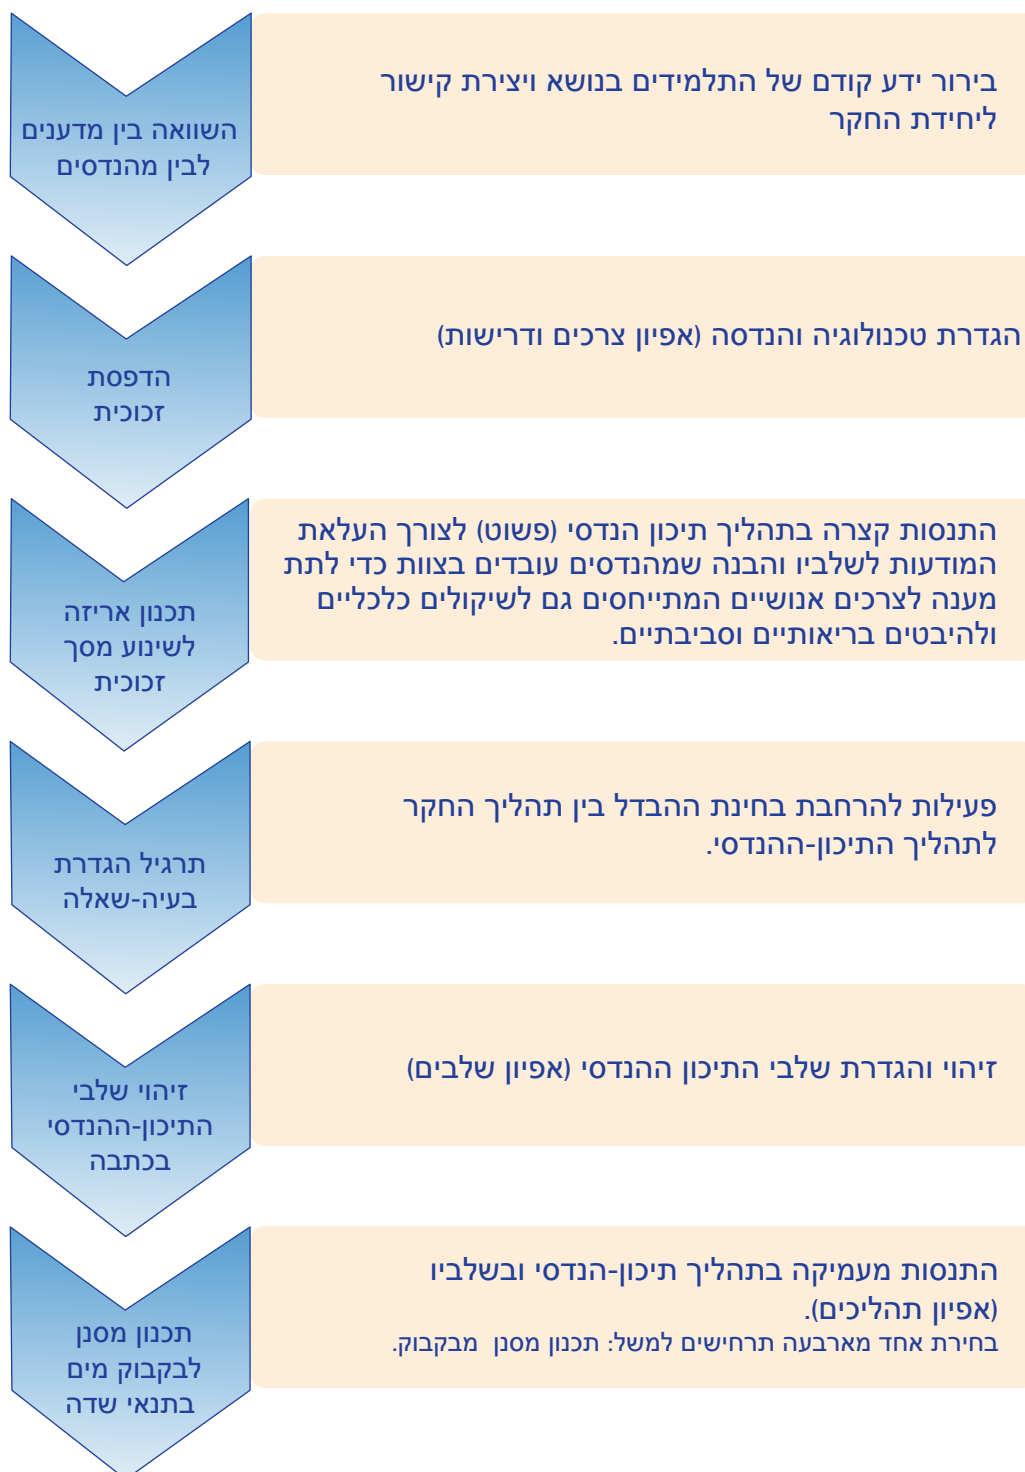 בירור ידע קודם של התלמידים בנושא ויצירת קישור
ליחידת החקר
השוואה בין מדענים
לבין מהנדסים
הגדרת טכנולוגיה והנדסה (אפיון צרכים ודרישות)
הדפסת
זכוכית
התנסות קצרה בתהליך תיכון הנדסי (פשוט) לצורך העלאת
המודעות לשלביו והבנה שמהנדסים עובדים בצוות כדי לתת
מענה לצרכים אנושיים המתייחסים גם לשיקולים כלכליים
ולהיבטים בריאותיים וסביבתיים.
תכנון אריזה
לשינוע מסך
זכוכית
פעילות להרחבת בחינת ההבדל בין תהליך החקר
לתהליך התיכון-ההנדסי.
תרגיל הגדרת
בעיה-שאלה
זיהוי והגדרת שלבי התיכון ההנדסי (אפיון שלבים)
זיהוי שלבי
התיכון-ההנדסי
בכתבה
התנסות מעמיקה בתהליך תיכון-הנדסי ובשלביו
(אפיון תהליכים).
בחירת אחד מארבעה תרחישים למשל: תכנון מסנן מבקבוק.
תכנון מסנן
לבקבוק מים
בתנאי שדה